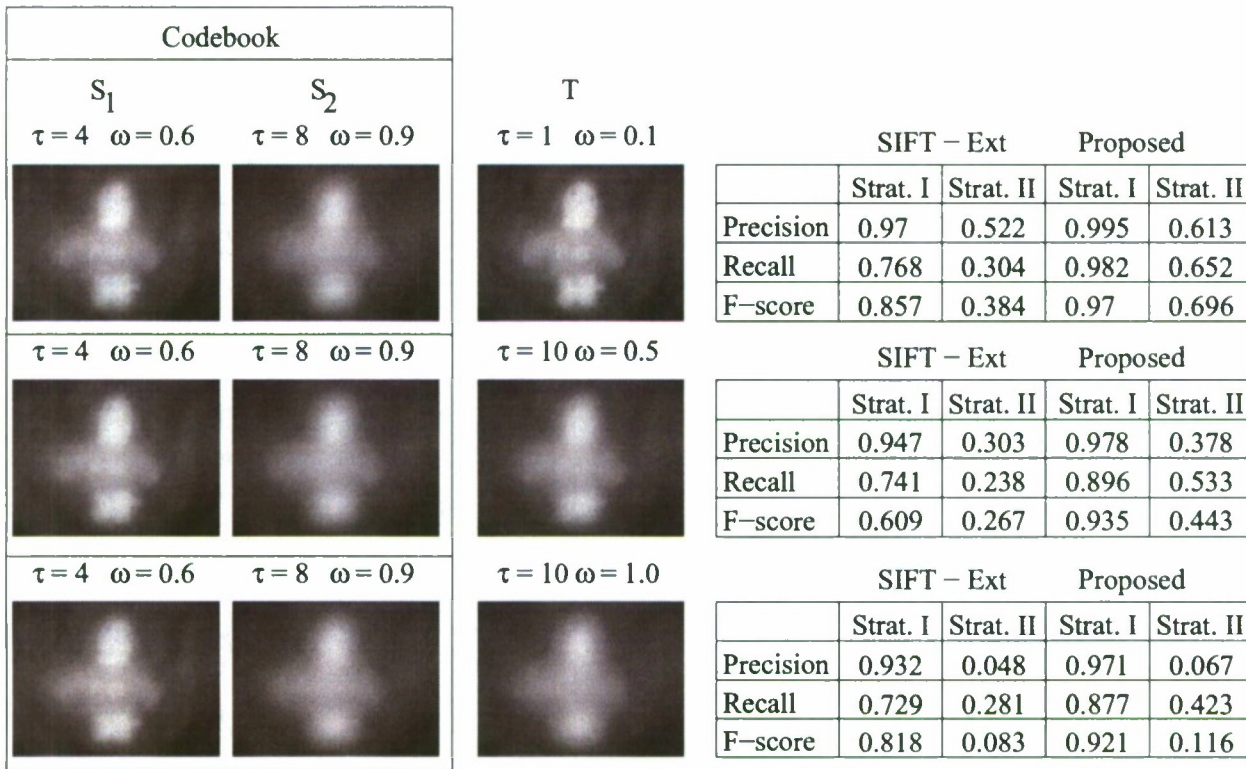 Codebook
S1 S2 T
τ = 4 ω = 0.6 τ = 8 ω = 0.9 τ = 1 ω = 0.1
SIFT − Ext Proposed
Strat. I Strat. II Strat. I Strat. II
Precision 0.97 0.522 0.995 0.613
Recall 0.768 0.304 0.982 0.652
F−score 0.857 0.384 0.97 0.696
τ = 4 ω = 0.6 τ = 8 ω = 0.9 τ = 10 ω = 0.5
SIFT − Ext Proposed
Strat. I Strat. II Strat. I Strat. II
Precision 0.947 0.303 0.978 0.378
Recall 0.741 0.238 0.896 0.533
F−score 0.609 0.267 0.935 0.443
τ = 4 ω = 0.6 τ = 8 ω = 0.9 τ = 10 ω = 1.0
SIFT − Ext Proposed
Strat. I Strat. II Strat. I Strat. II
Precision 0.932 0.048 0.971 0.067
Recall 0.729 0.281 0.877 0.423
F−score 0.818 0.083 0.921 0.116